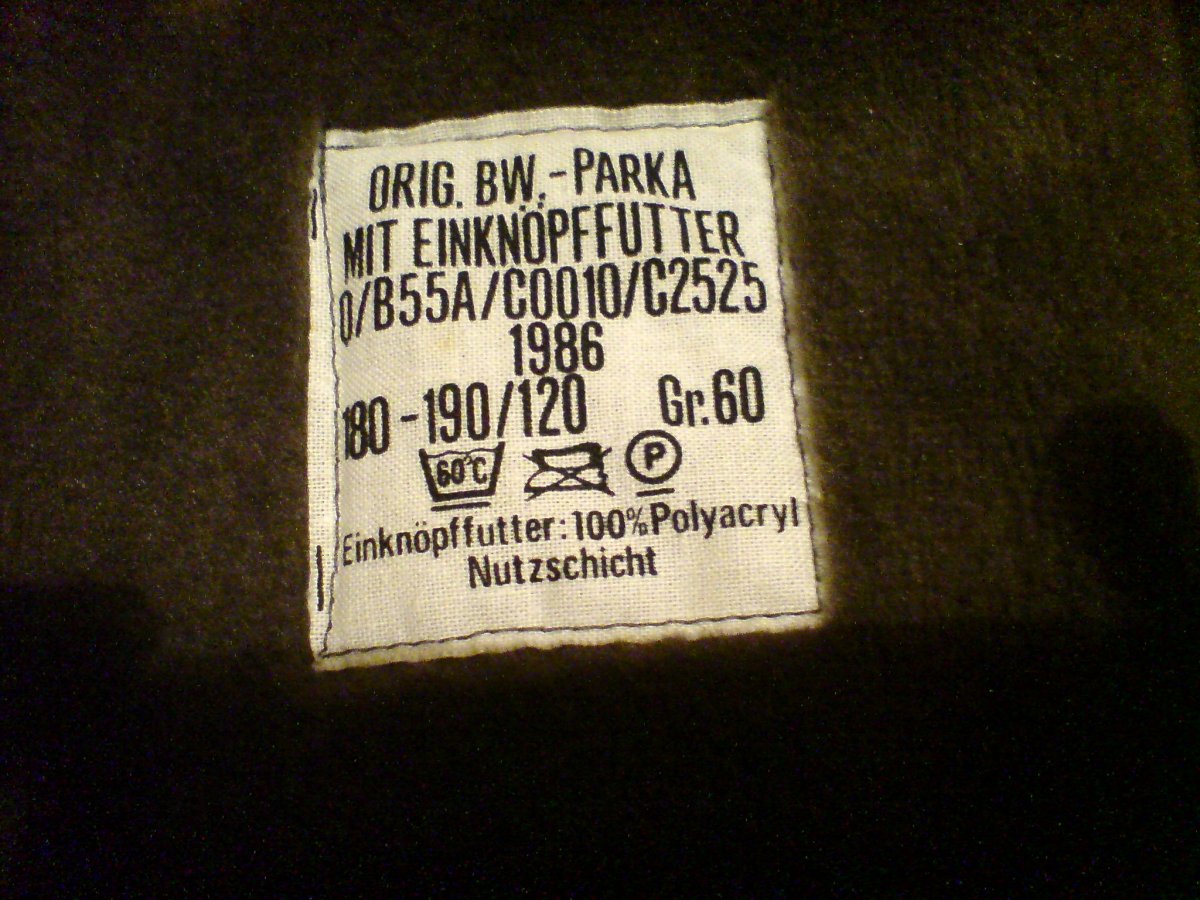 ORIG. BW.-PARKA
MIT EINKNÖPFFUTTER
0/B55A/C0010/C2525
1986
180-190/120 Gr.60
60°C P
Einknöpffutter: 100% Polyacryl
Nutzschicht